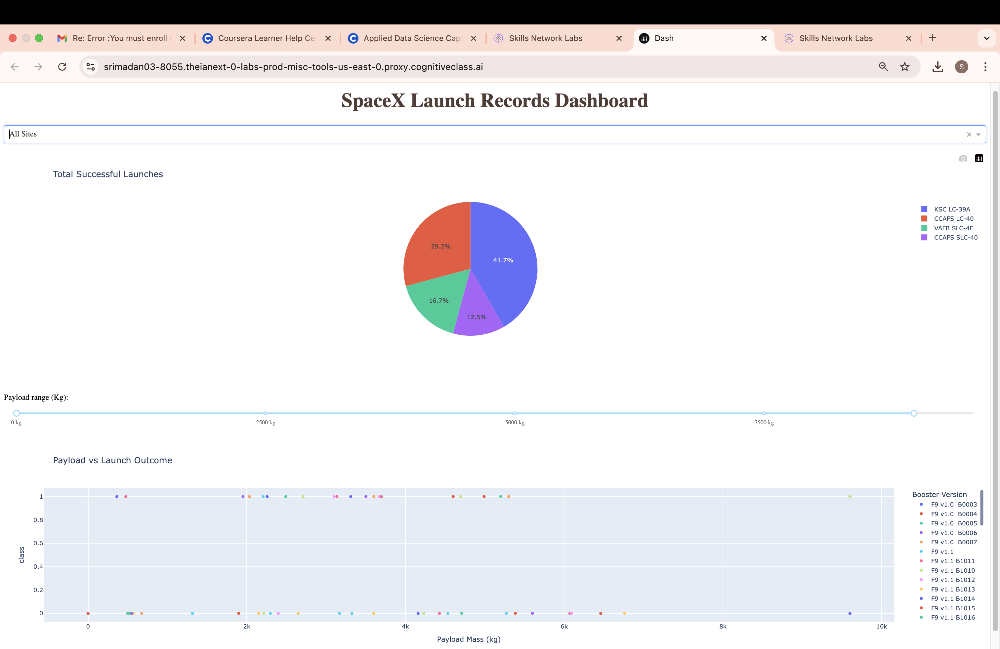 Re: Error :You must enroll i
Coursera Learner Help Cen
Applied Data Science Caps
Skills Network Labs
Dash
Skills Network Labs
srimadan03-8055.theianext-0-labs-prod-misc-tools-us-east-0.proxy.cognitiveclass.ai
S
SpaceX Launch Records Dashboard
All Sites
Total Successful Launches
KSC LC-39A
CCAFS LC-40
VAFB SLC-4E
CCAFS SLC-40
29.2%
41.7%
16.7%
12.5%
Payload range (Kg):
0 kg
2500 kg
5000 kg
7500 kg
Payload vs Launch Outcome
1
0.8
0.6
0.4
0.2
0
class
0
2k
4k
6k
8k
10k
Payload Mass (kg)
Booster Version
F9 v1.0  B0003
F9 v1.0  B0004
F9 v1.0  B0005
F9 v1.0  B0006
F9 v1.0  B0007
F9 v1.1
F9 v1.1 B1011
F9 v1.1 B1010
F9 v1.1 B1012
F9 v1.1 B1013
F9 v1.1 B1014
F9 v1.1 B1015
F9 v1.1 B1016